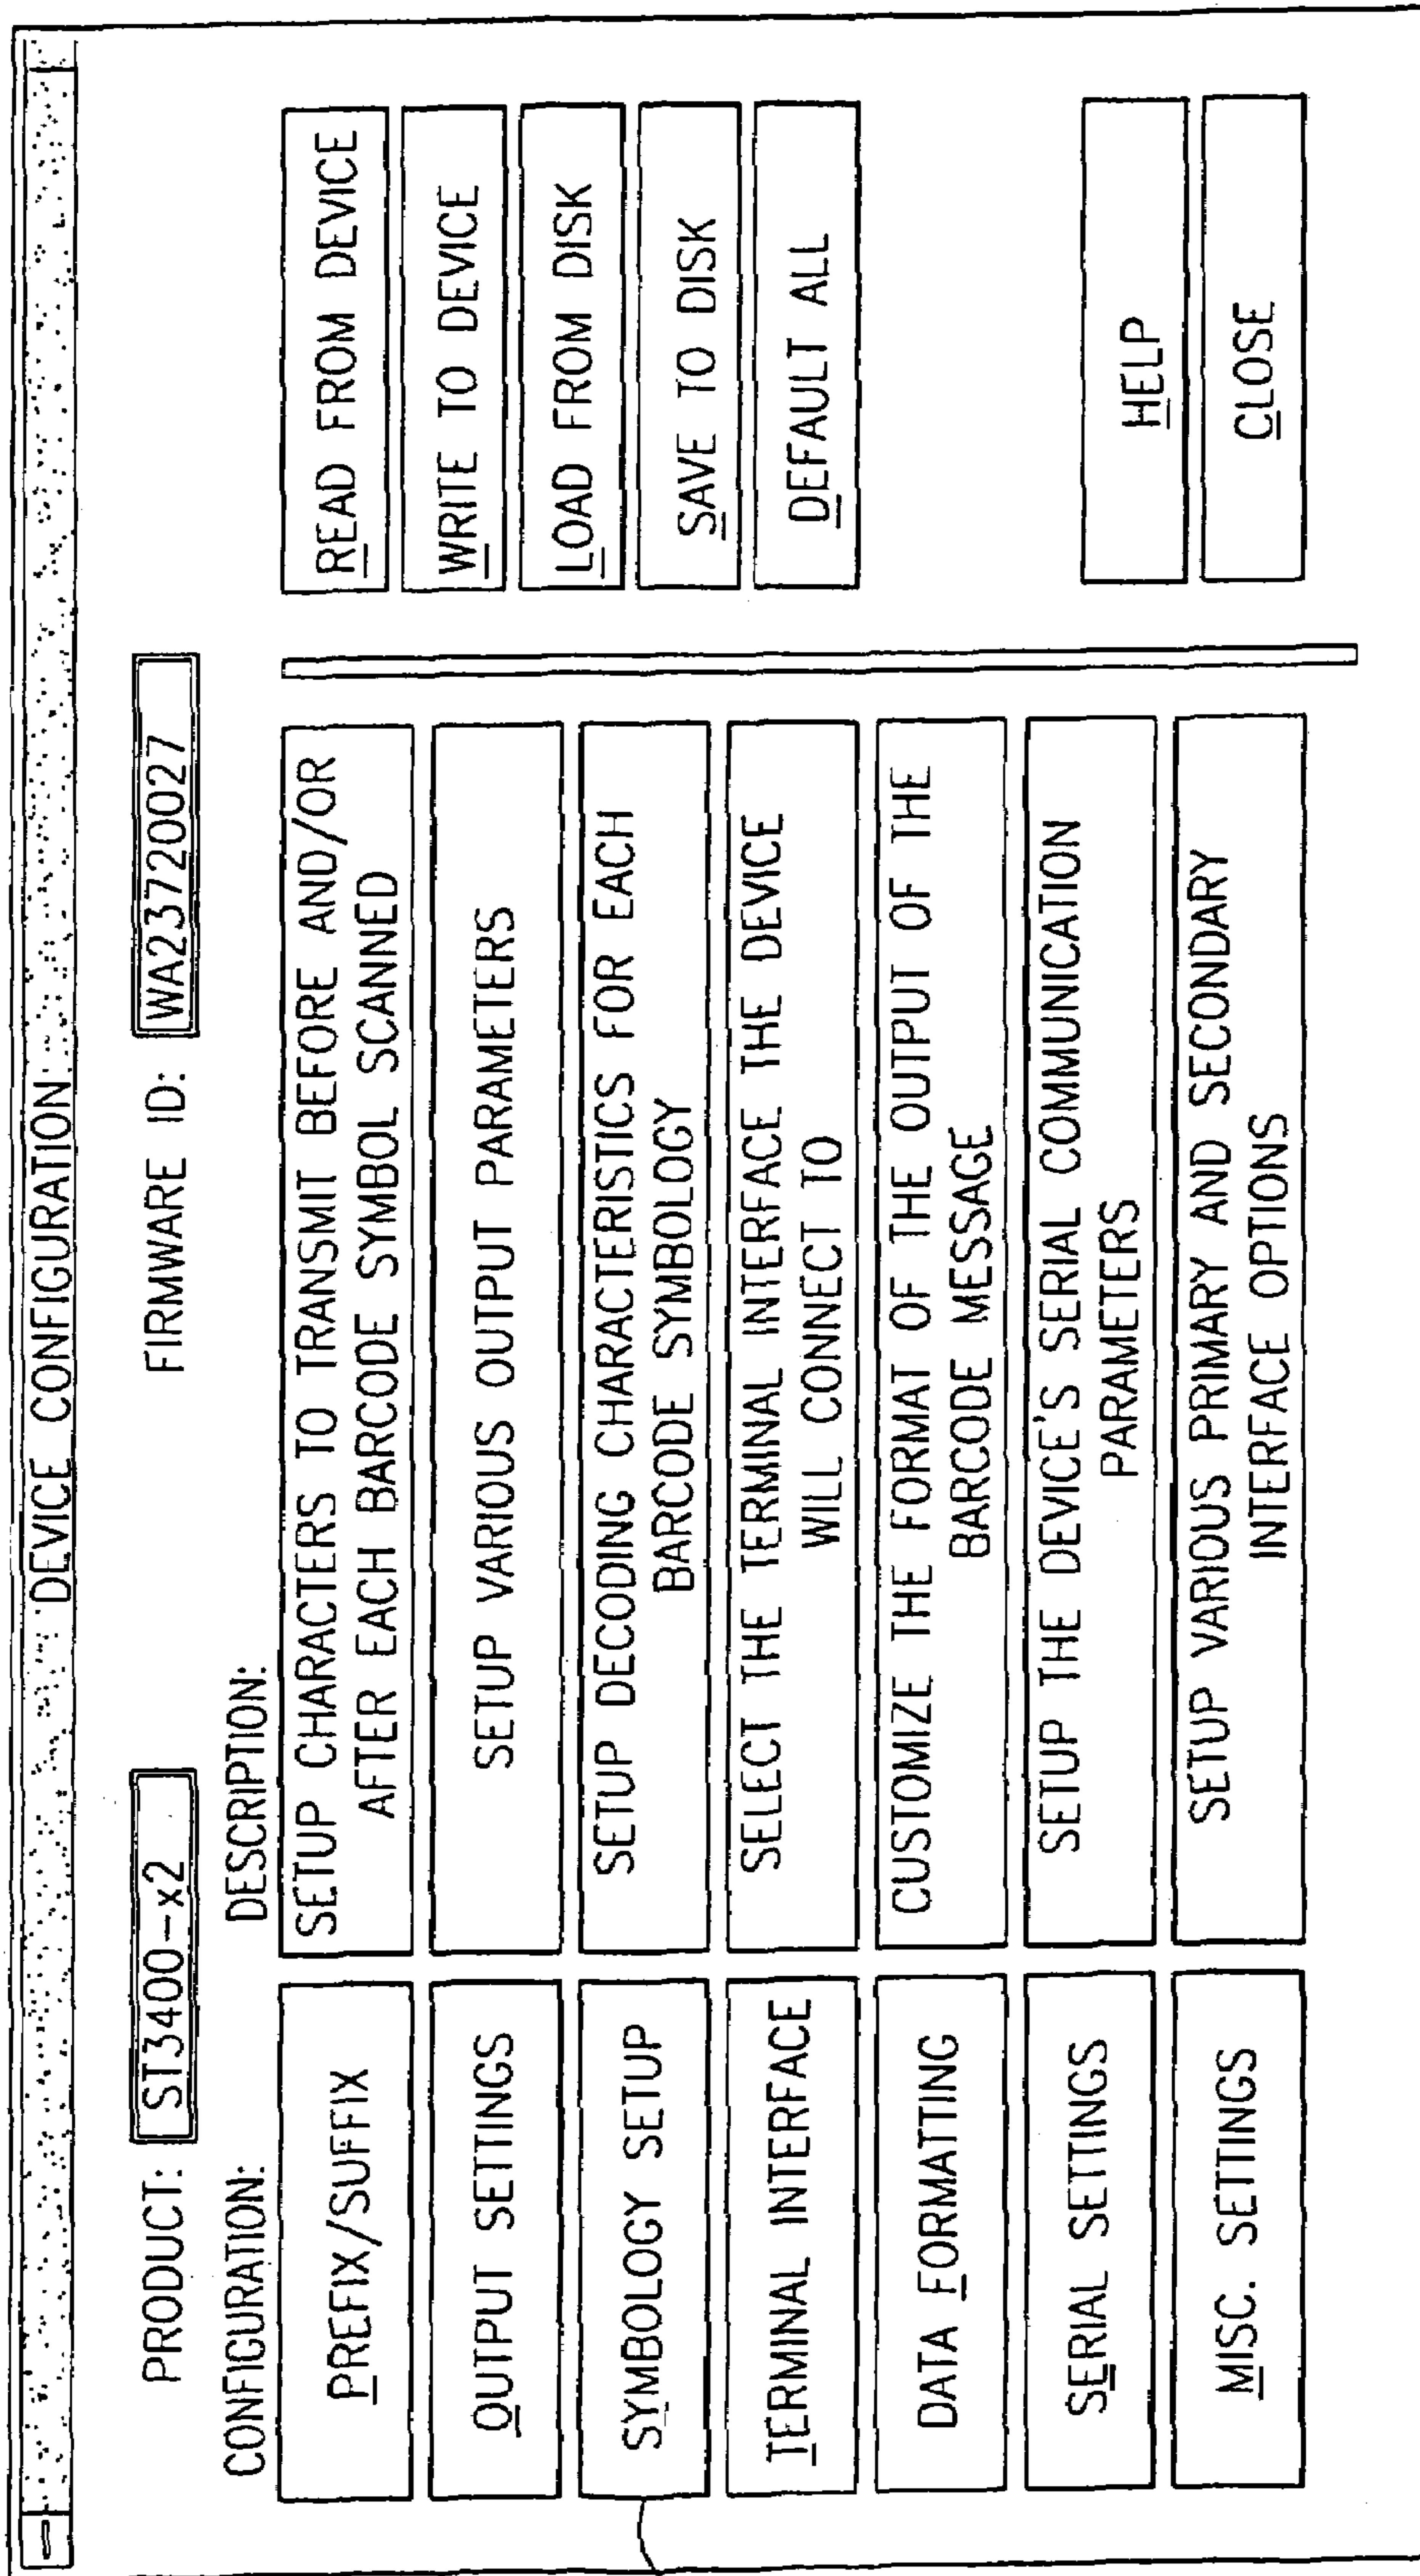 DEVICE CONFIGURATION
PRODUCT: ST3400-x2 FIRMWARE ID: WA23720027
CONFIGURATION: DESCRIPTION:
PREFIX/SUFFIX
SETUP CHARACTERS TO TRANSMIT BEFORE AND/OR
AFTER EACH BARCODE SYMBOL SCANNED
OUTPUT SETTINGS
SETUP VARIOUS OUTPUT PARAMETERS
SYMBOLOGY SETUP
SETUP DECODING CHARACTERISTICS FOR EACH
BARCODE SYMBOLOGY
TERMINAL INTERFACE
SELECT THE TERMINAL INTERFACE THE DEVICE
WILL CONNECT TO
DATA FORMATTING
CUSTOMIZE THE FORMAT OF THE OUTPUT OF THE
BARCODE MESSAGE
SERIAL SETTINGS
SETUP THE DEVICE'S SERIAL COMMUNICATION
PARAMETERS
MISC. SETTINGS
SETUP VARIOUS PRIMARY AND SECONDARY
INTERFACE OPTIONS
READ FROM DEVICE
WRITE TO DEVICE
LOAD FROM DISK
SAVE TO DISK
DEFAULT ALL
HELP
CLOSE